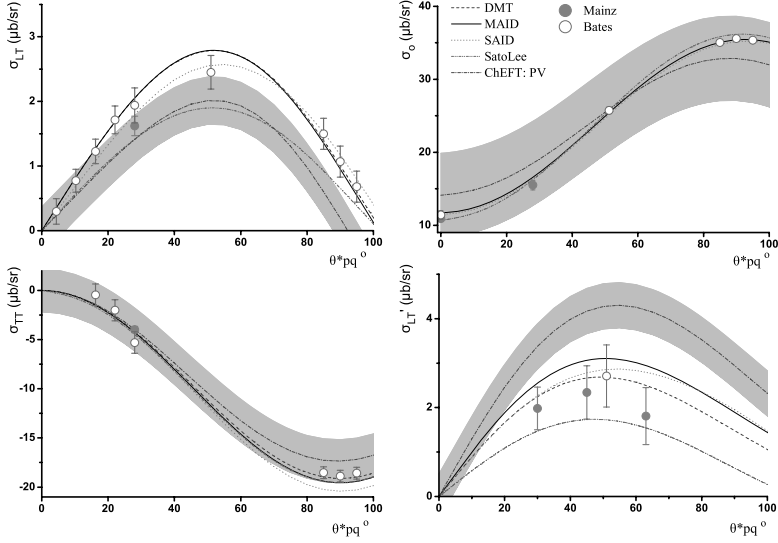 σLT (μb/sr)
4
3
2
1
0
0
20
40
60
80
100
θ*pq °
σo (μb/sr)
40
30
20
10
0
20
40
60
80
100
θ*pq °
DMT
MAID
SAID
SatoLee
ChEFT: PV
Mainz
Bates
σTT (μb/sr)
0
-5
-10
-15
-20
0
20
40
60
80
100
θ*pq °
σLT' (μb/sr)
4
2
0
0
20
40
60
80
100
θ*pq °